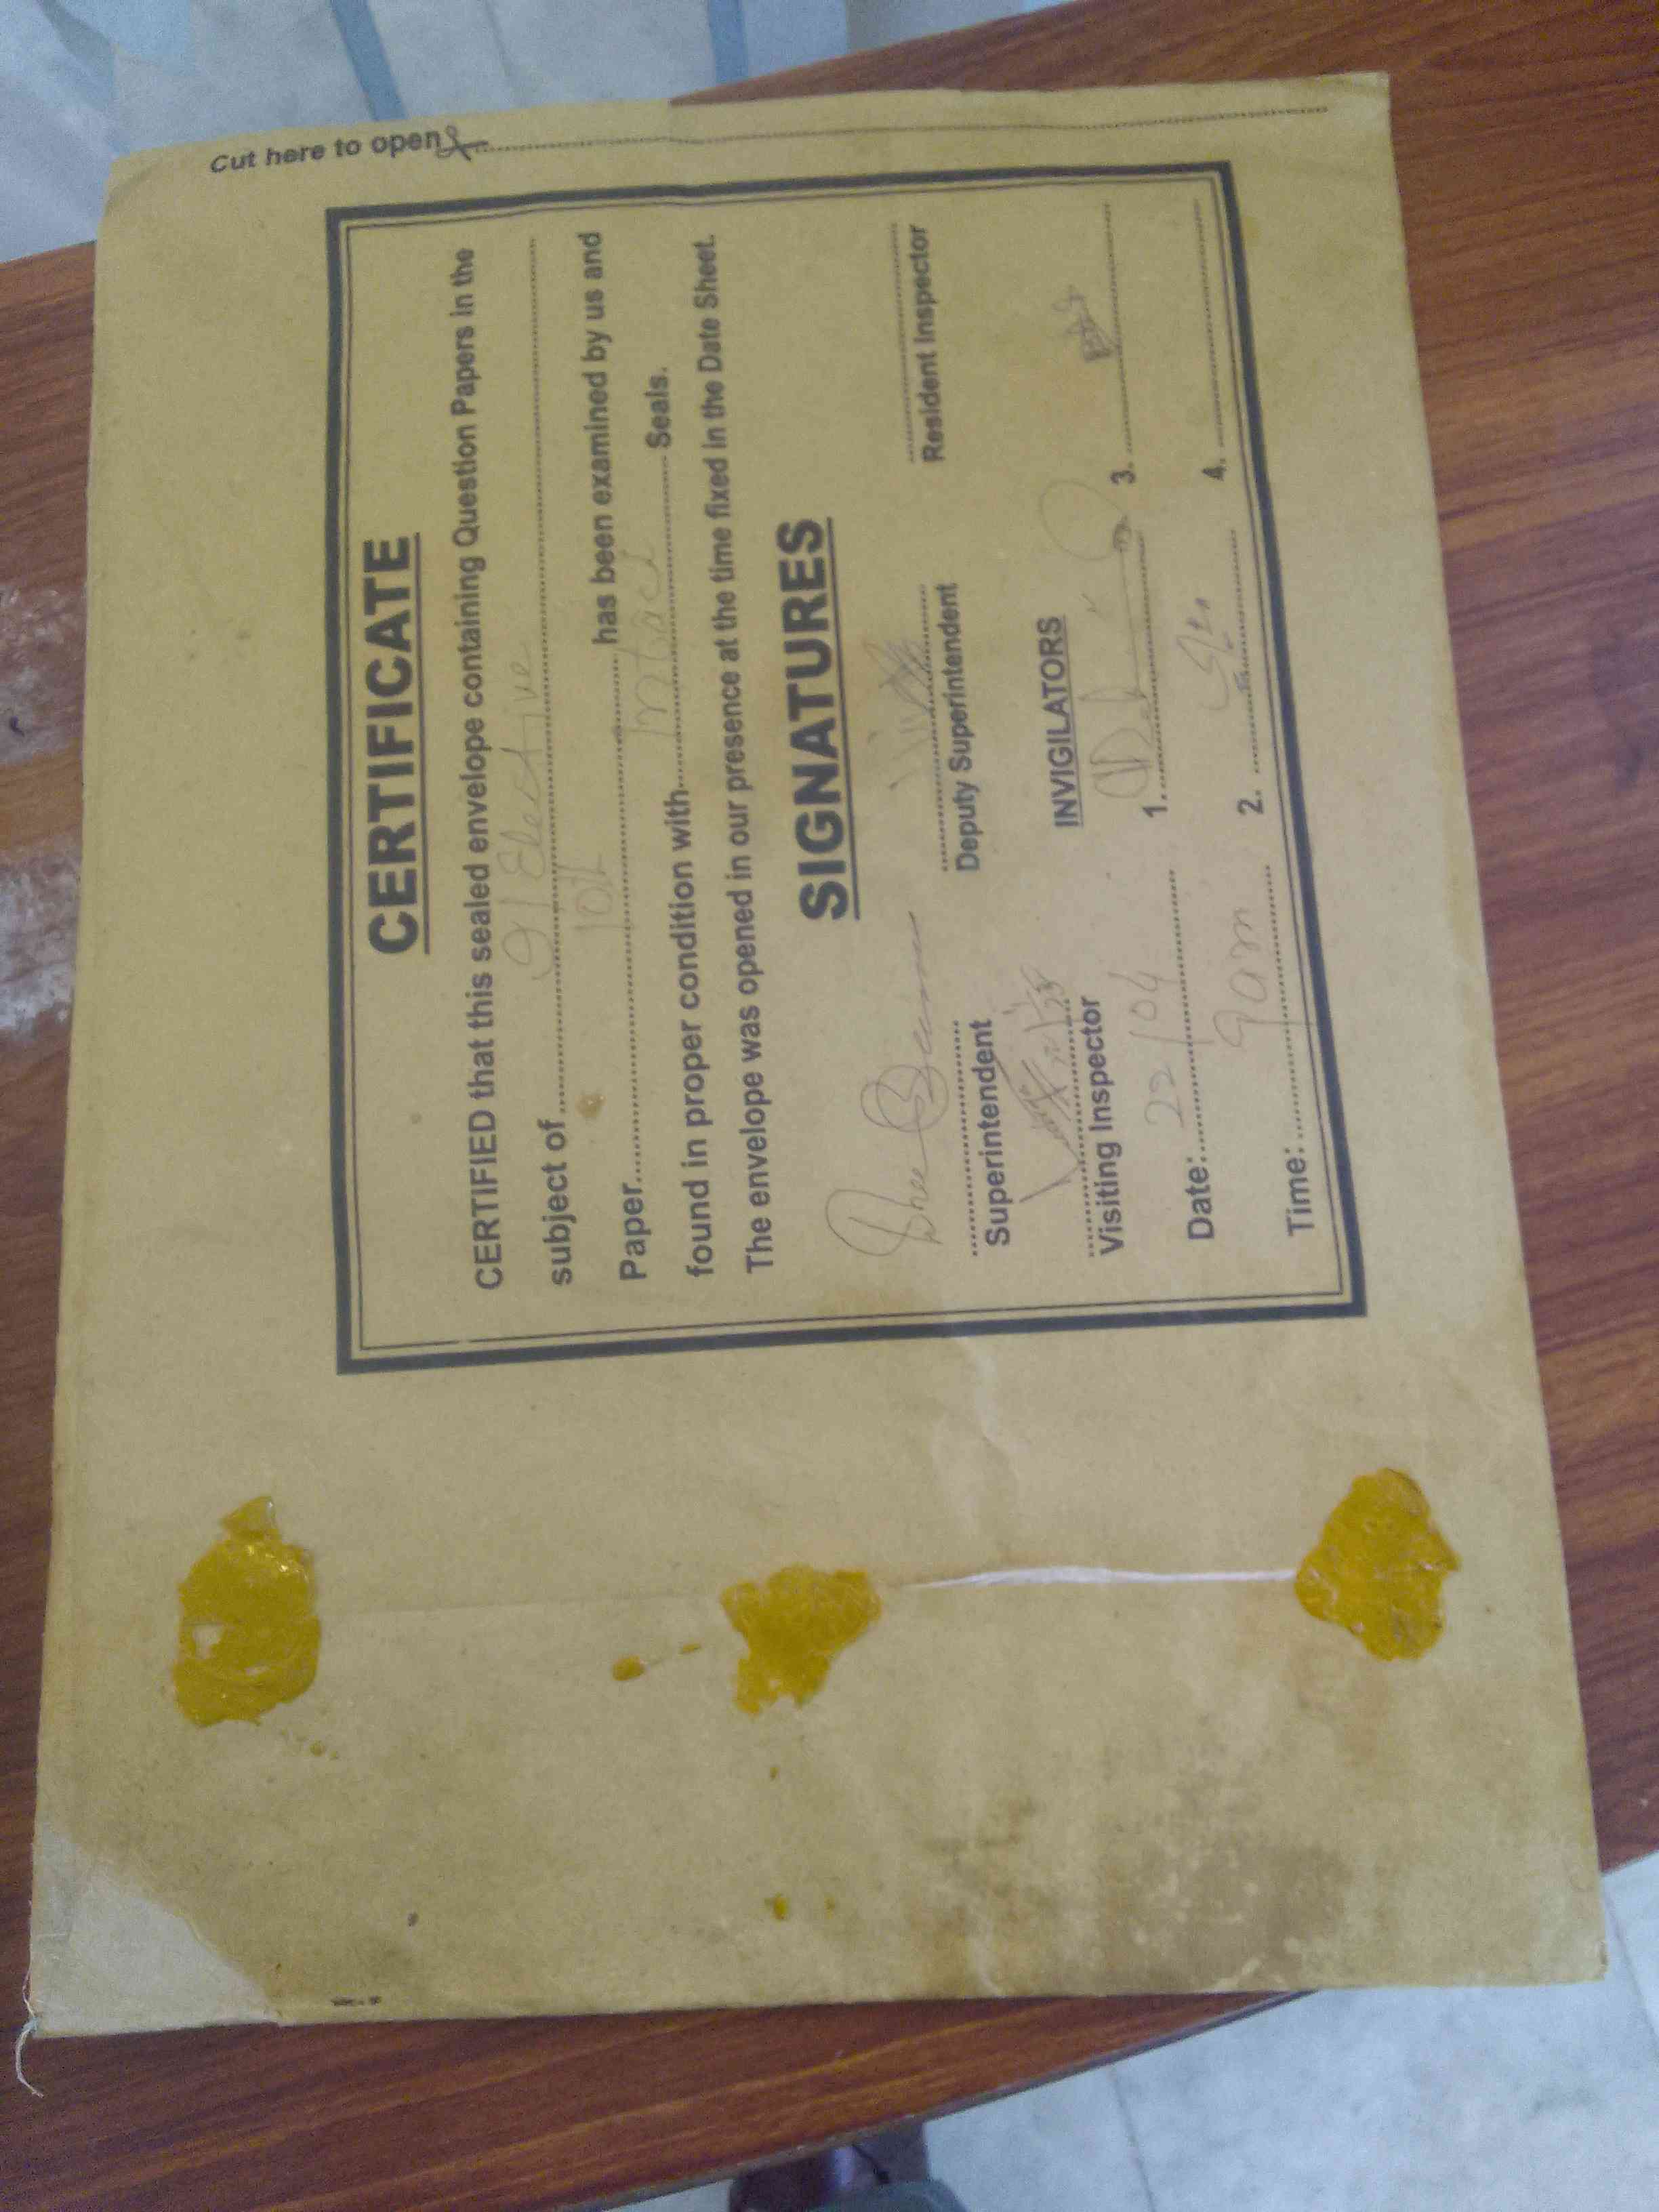 Cut here to open
CERTIFICATE
CERTIFIED that this sealed envelope containing Question Papers in the
subject of .......... Elective ..........
Paper.......... 10th .......... has been examined by us and
found in proper condition with.......... intact .......... Seals.
The envelope was opened in our presence at the time fixed in the Date Sheet.
SIGNATURES
Superintendent
Deputy Superintendent
Resident Inspector
Visiting Inspector
INVIGILATORS
1. 
3. 
Date: 22/04
2. 
4. 
Time: 9am